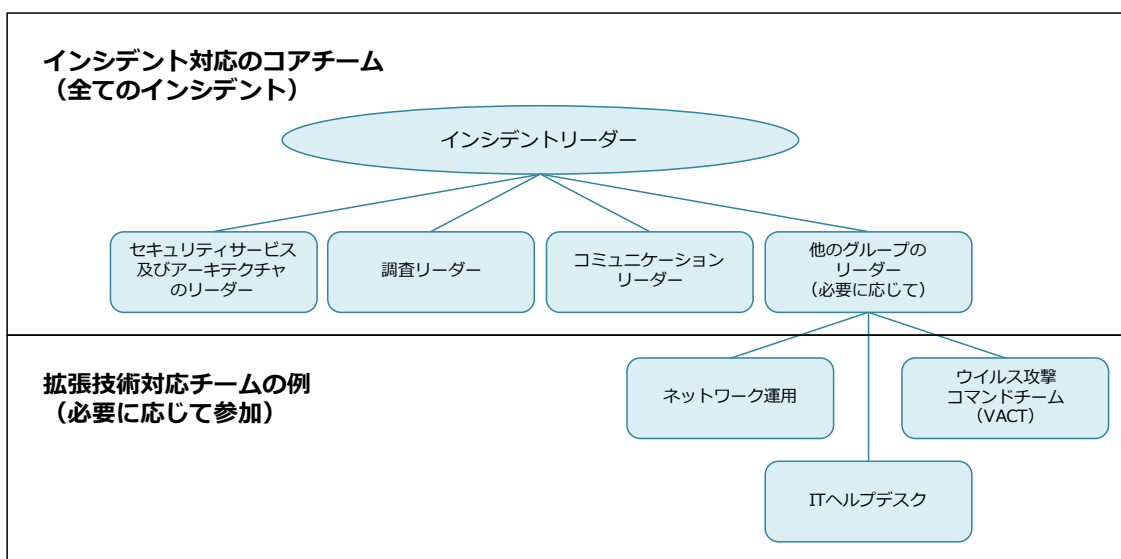 インシデント対応のコアチーム
（全てのインシデント）
インシデントリーダー
セキュリティサービス
及びアーキテクチャ
のリーダー
調査リーダー
コミュニケーション
リーダー
他のグループの
リーダー
（必要に応じて）
拡張技術対応チームの例
（必要に応じて参加）
ネットワーク運用
ウイルス攻撃
コマンドチーム
（VACT）
ITヘルプデスク